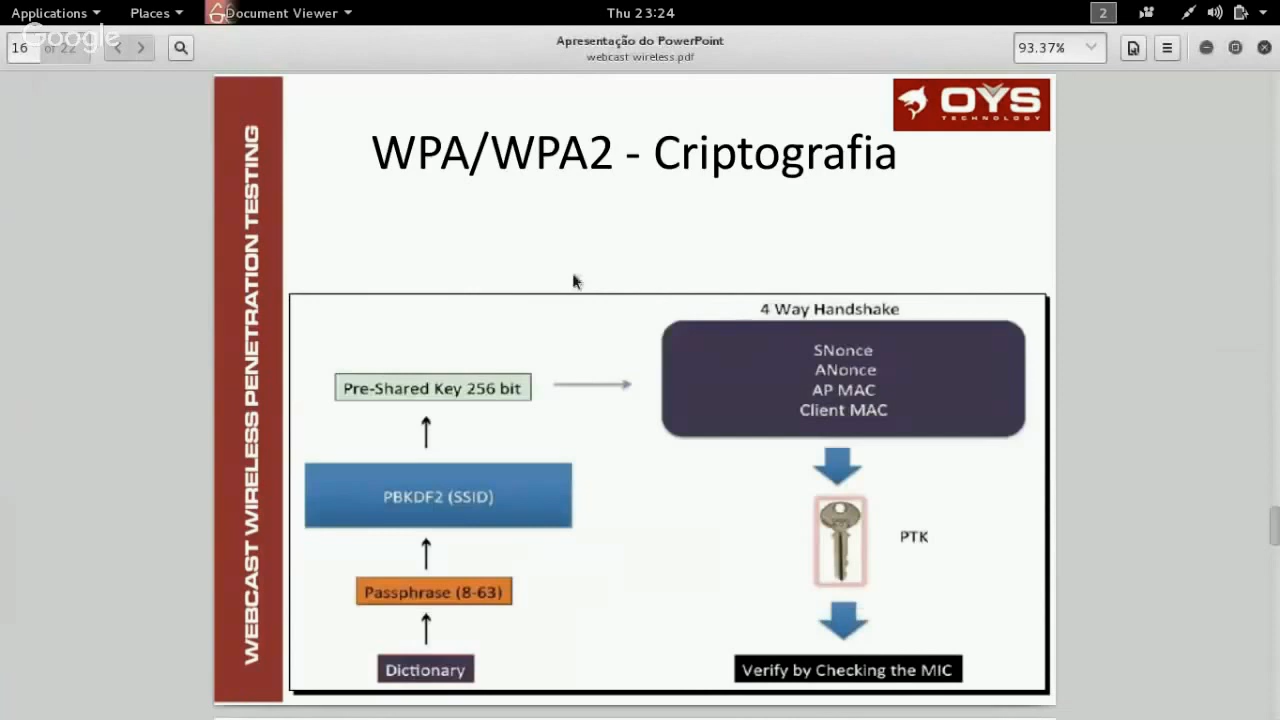 Applications
Places
Document Viewer
Thu 23:24
2
Google
16
of 22
Apresentação do PowerPoint
webcast wireless.pdf
93.37%
WEBCAST WIRELESS PENETRATION TESTING
OYS
TECHNOLOGY
WPA/WPA2 - Criptografia
4 Way Handshake
SNonce
ANonce
AP MAC
Client MAC
Pre-Shared Key 256 bit
PBKDF2 (SSID)
PTK
Passphrase (8-63)
Dictionary
Verify by Checking the MIC